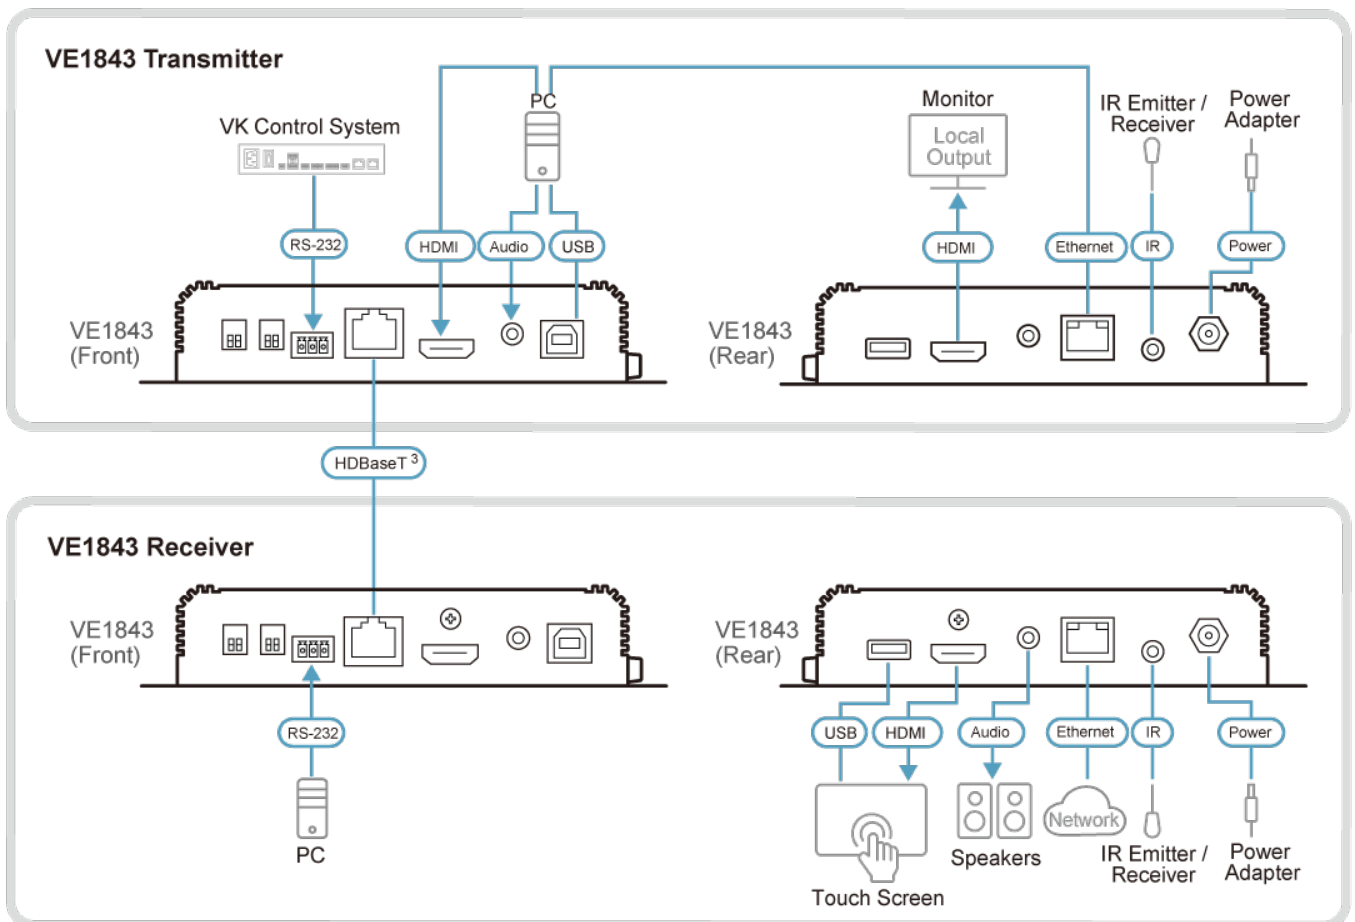 VE1843 Transmitter
PC
VK Control System
Monitor
Local
Output
IR Emitter /
Receiver
Power
Adapter
RS-232
HDMI
Audio
USB
HDMI
Ethernet
IR
Power
VE1843
(Front)
VE1843
(Rear)
HDBaseT 3
VE1843 Receiver
VE1843
(Front)
VE1843
(Rear)
RS-232
USB
HDMI
Audio
Ethernet
IR
Power
PC
Network
Touch Screen
Speakers
IR Emitter /
Receiver
Power
Adapter